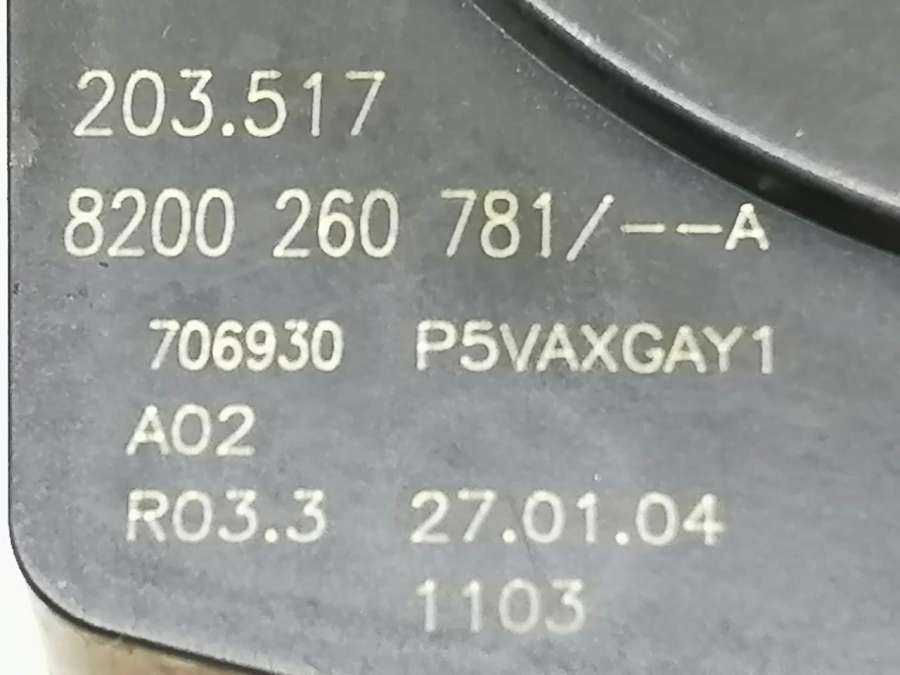 203.517
8200 260 781/--A
706930 P5VAXGAY1
A02
R03.3 27.01.04
1103